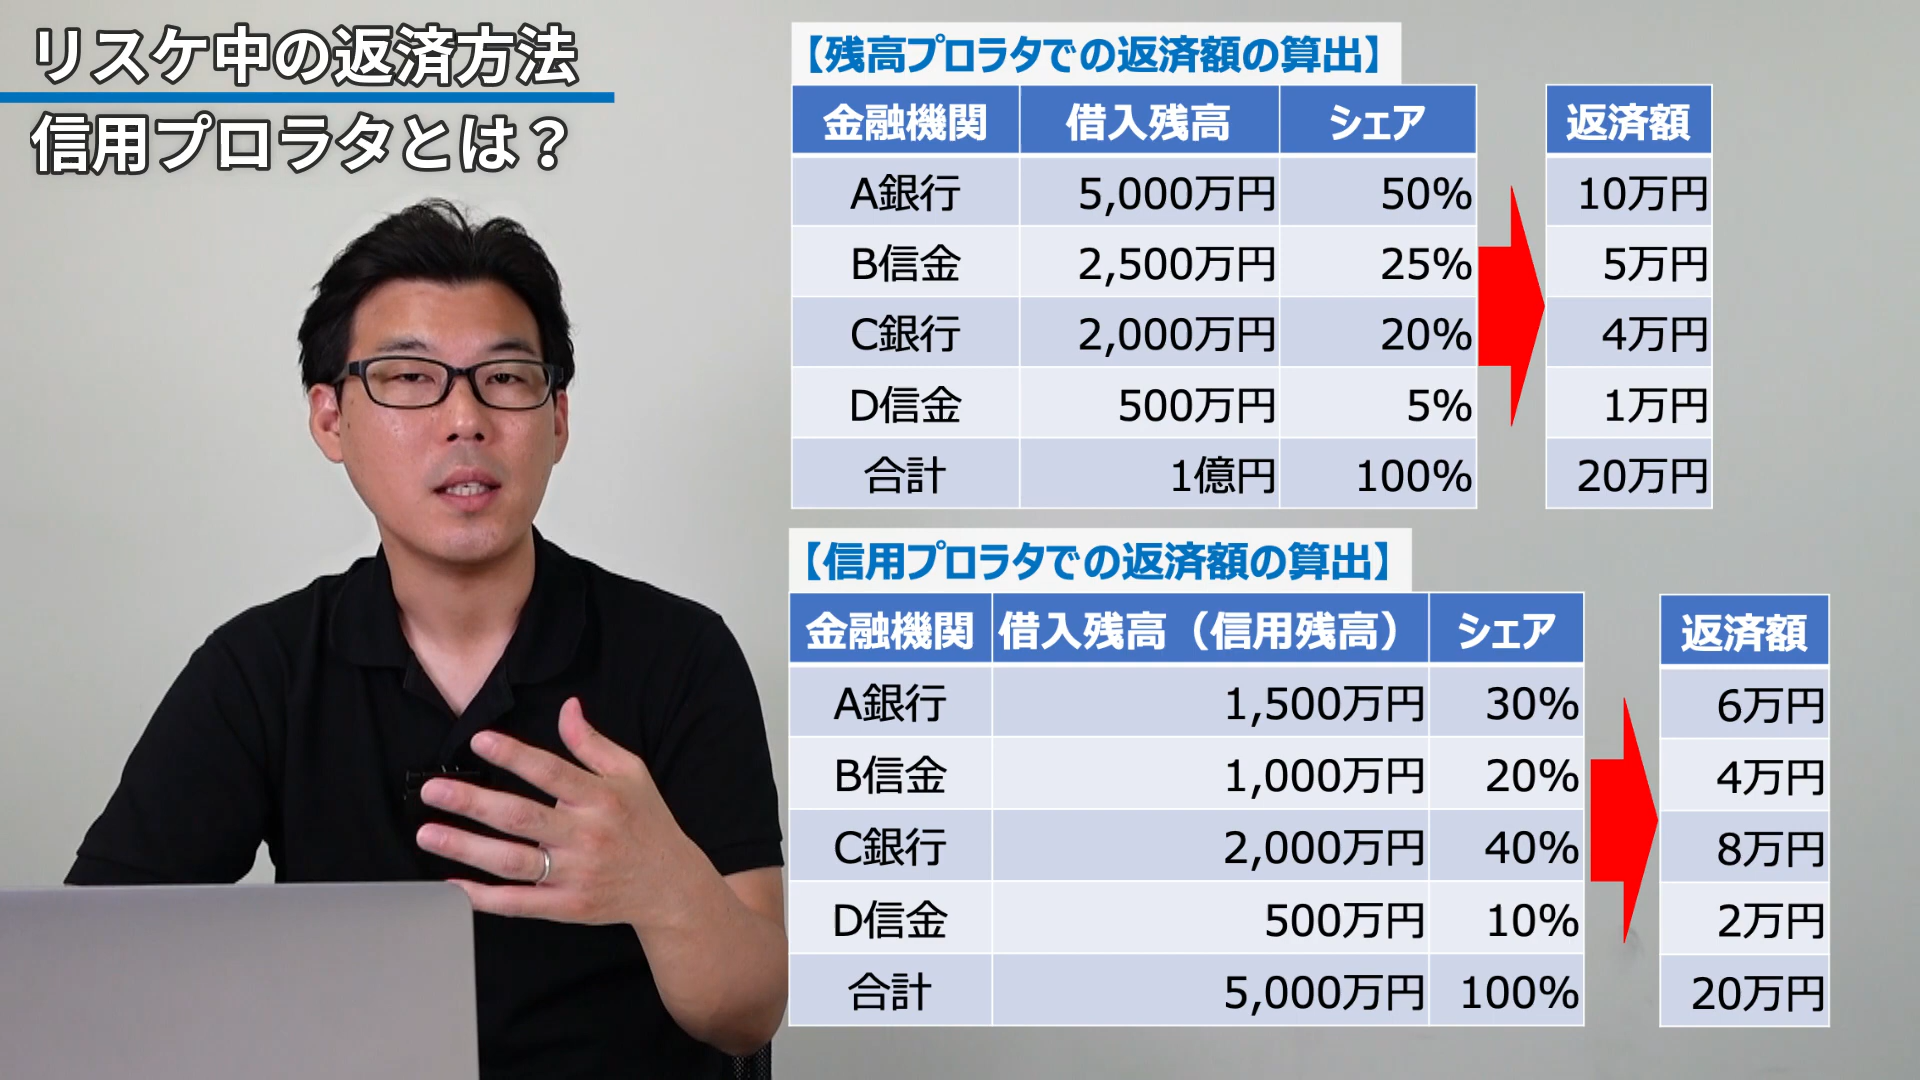 リスケ中の返済方法
信用プロラタとは？
【残高プロラタでの返済額の算出】
金融機関 借入残高 シェア 返済額
A銀行 5,000万円 50% 10万円
B信金 2,500万円 25% 5万円
C銀行 2,000万円 20% 4万円
D信金 500万円 5% 1万円
合計 1億円 100% 20万円
【信用プロラタでの返済額の算出】
金融機関 借入残高（信用残高） シェア 返済額
A銀行 1,500万円 30% 6万円
B信金 1,000万円 20% 4万円
C銀行 2,000万円 40% 8万円
D信金 500万円 10% 2万円
合計 5,000万円 100% 20万円